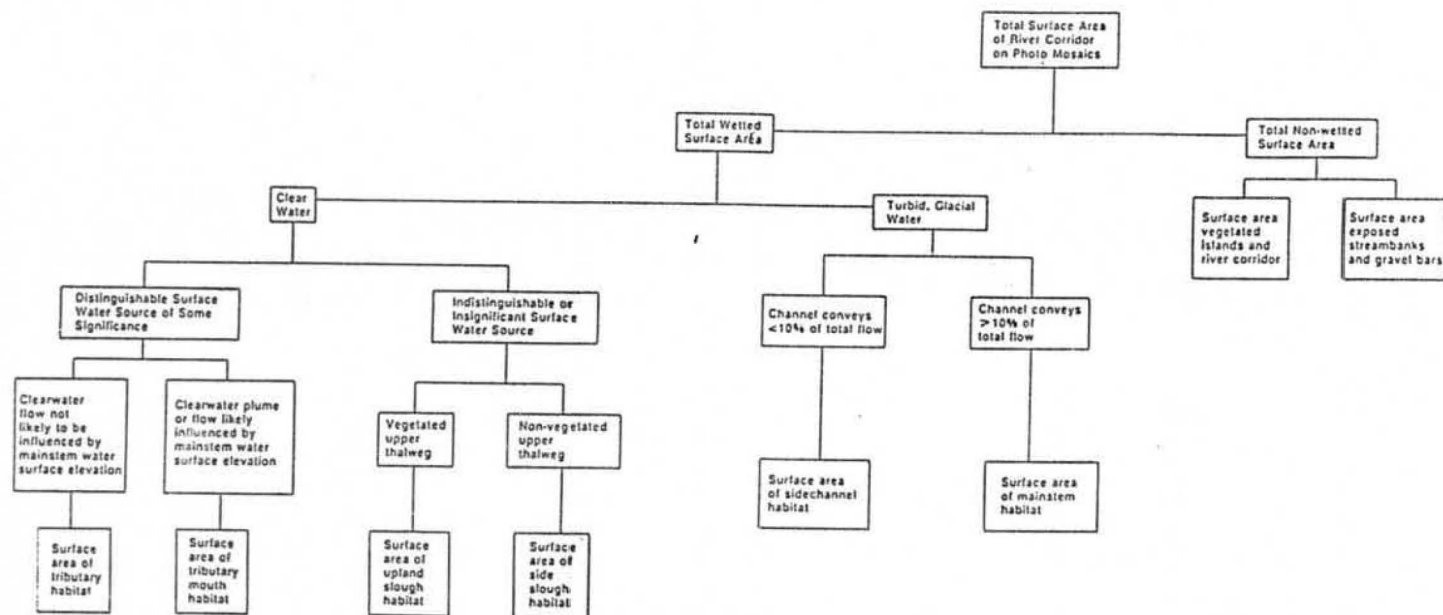 Total Surface Area
of River Corridor
on Photo Mosaics
Total Wetted
Surface Area
Total Non-wetted
Surface Area
Clear
Water
Turbid, Glacial
Water
Surface area
vegetated
islands and
river corridor
Surface area
exposed
streambanks
and gravel bars
Distinguishable Surface
Water Source of Some
Significance
Indistinguishable or
Insignificant Surface
Water Source
Channel conveys
<10% of total flow
Channel conveys
>10% of
total flow
Clearwater
flow not
likely to be
influenced by
mainstem water
surface elevation
Clearwater plume
or flow likely
influenced by
mainstem water
surface elevation
Vegetated
upper
thalweg
Non-vegetated
upper
thalweg
Surface area
of sidechannel
habitat
Surface area
of mainstem
habitat
Surface
area of
tributary
habitat
Surface
area of
tributary
mouth
habitat
Surface
area of
upland
slough
habitat
Surface
area of
side
slough
habitat